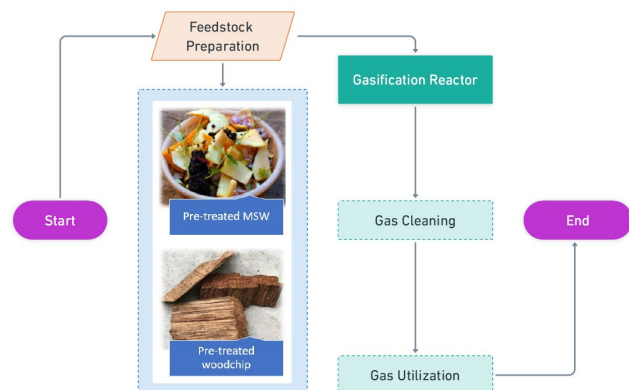 Feedstock
Preparation
Gasification Reactor
Pre-treated MSW
Start
Gas Cleaning
End
Pre-treated
woodchip
Gas Utilization